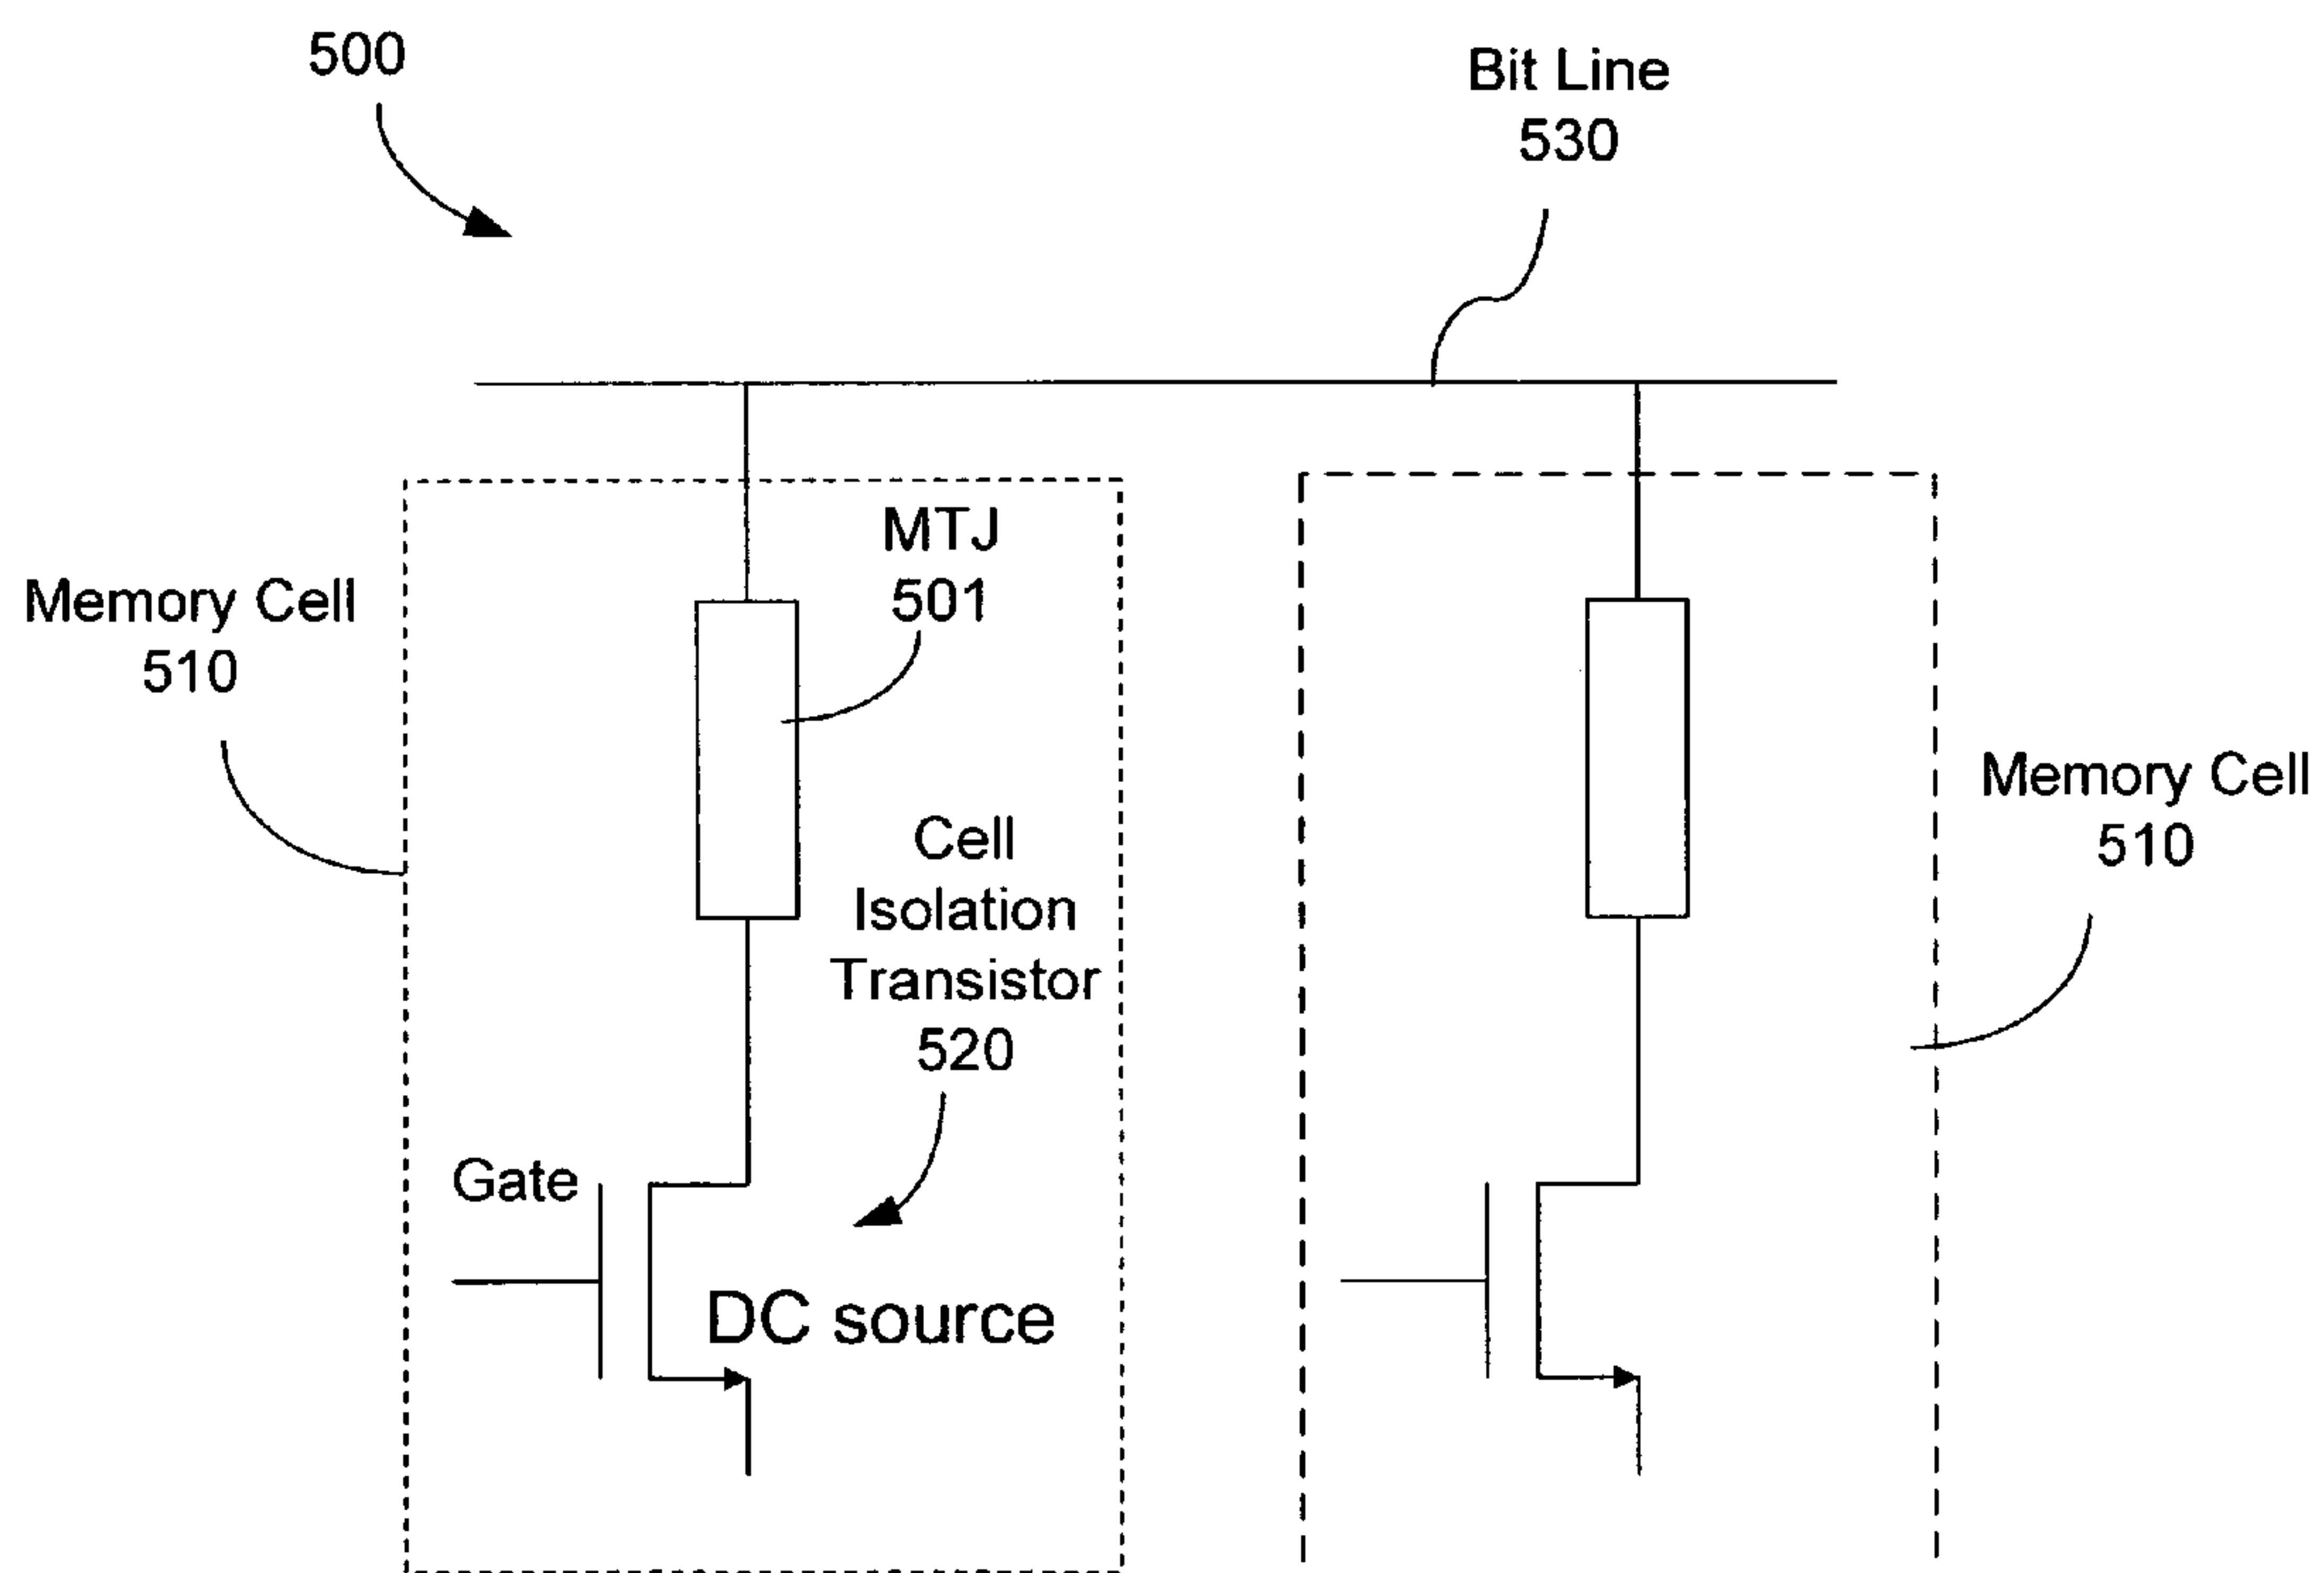 500
Bit Line
530
MTJ
501
Memory Cell
510
Memory Cell
510
Cell
Isolation
Transistor
520
Gate
DC source